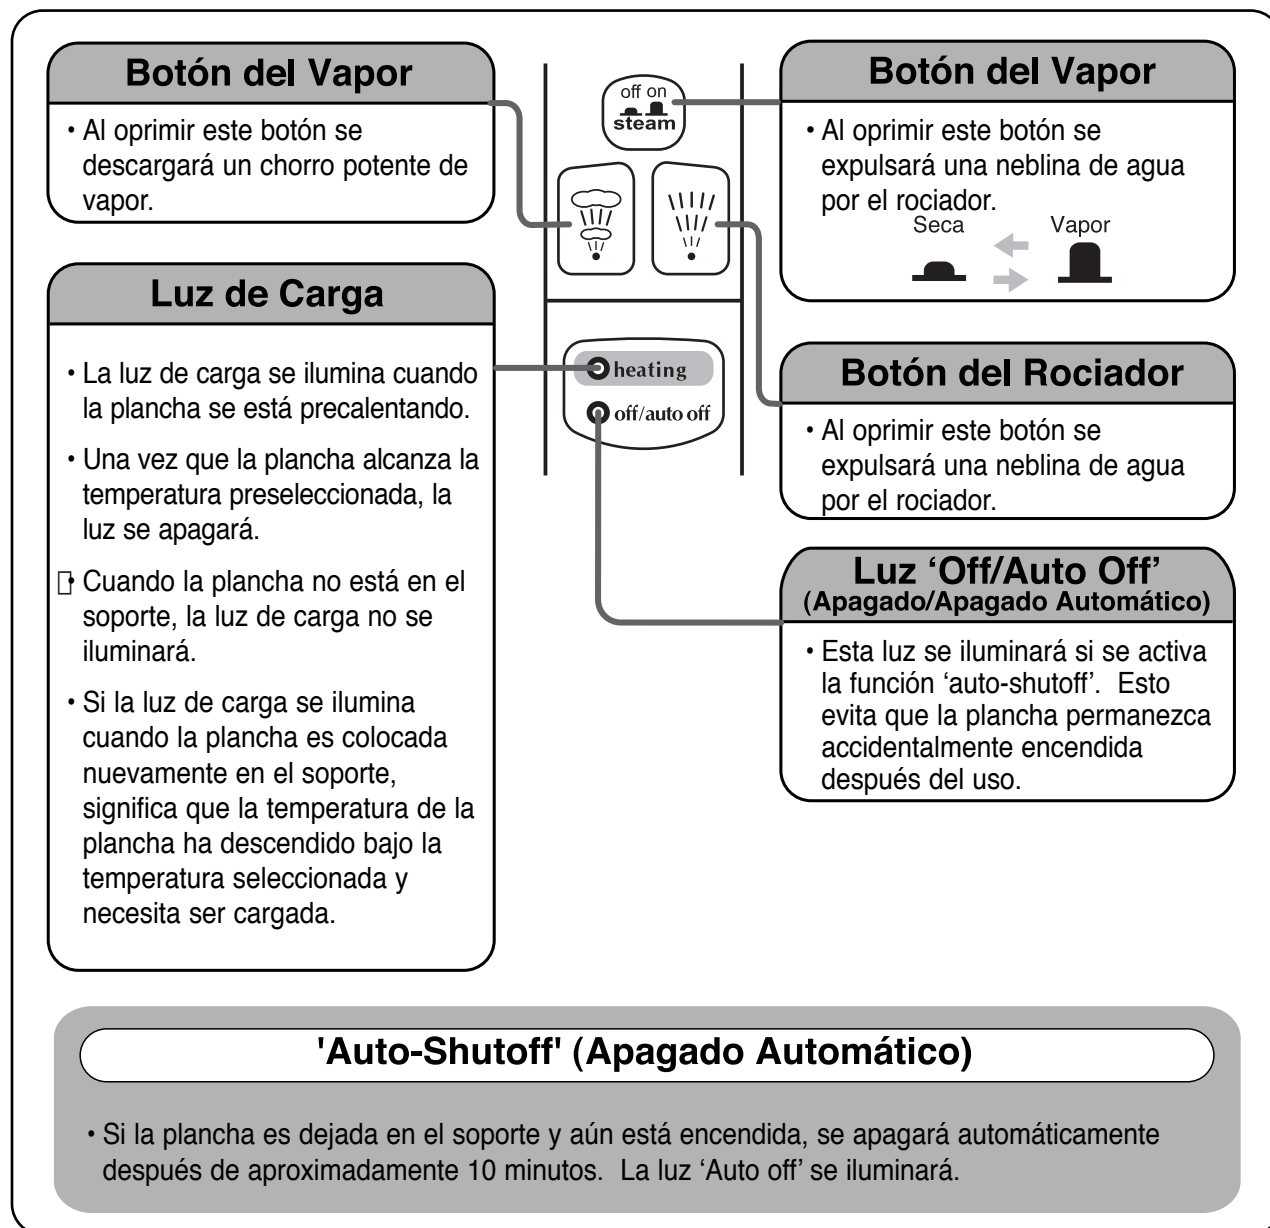 Botón del Vapor
• Al oprimir este botón se
descargará un chorro potente de
vapor.
Luz de Carga
• La luz de carga se ilumina cuando
la plancha se está precalentando.
• Una vez que la plancha alcanza la
temperatura preseleccionada, la
luz se apagará.
• Cuando la plancha no está en el
soporte, la luz de carga no se
iluminará.
• Si la luz de carga se ilumina
cuando la plancha es colocada
nuevamente en el soporte,
significa que la temperatura de la
plancha ha descendido bajo la
temperatura seleccionada y
necesita ser cargada.
off on
steam
heating
off/auto off
Botón del Vapor
• Al oprimir este botón se
expulsará una neblina de agua
por el rociador.
Seca Vapor
Botón del Rociador
• Al oprimir este botón se
expulsará una neblina de agua
por el rociador.
Luz ‘Off/Auto Off’
(Apagado/Apagado Automático)
• Esta luz se iluminará si se activa
la función ‘auto-shutoff’. Esto
evita que la plancha permanezca
accidentalmente encendida
después del uso.
'Auto-Shutoff' (Apagado Automático)
• Si la plancha es dejada en el soporte y aún está encendida, se apagará automáticamente
después de aproximadamente 10 minutos. La luz ‘Auto off’ se iluminará.